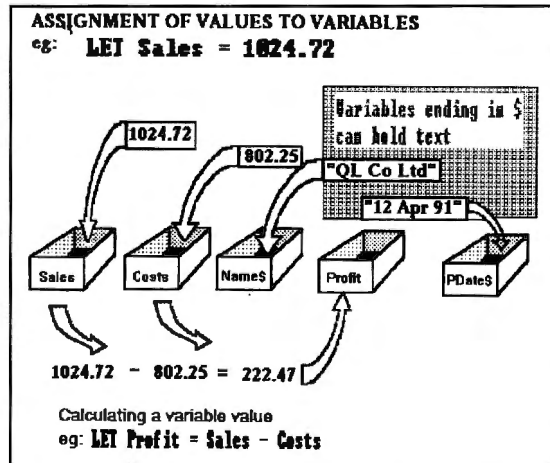 ASSIGNMENT OF VALUES TO VARIABLES
eg: LET Sales = 1024.72
Variables ending in $
can hold text
1024.72
802.25
"QL Co Ltd"
"12 Apr 91"
Sales
Costs
Name$
Profit
PDate$
1024.72 - 802.25 = 222.47
Calculating a variable value
eg: LET Profit = Sales - Costs